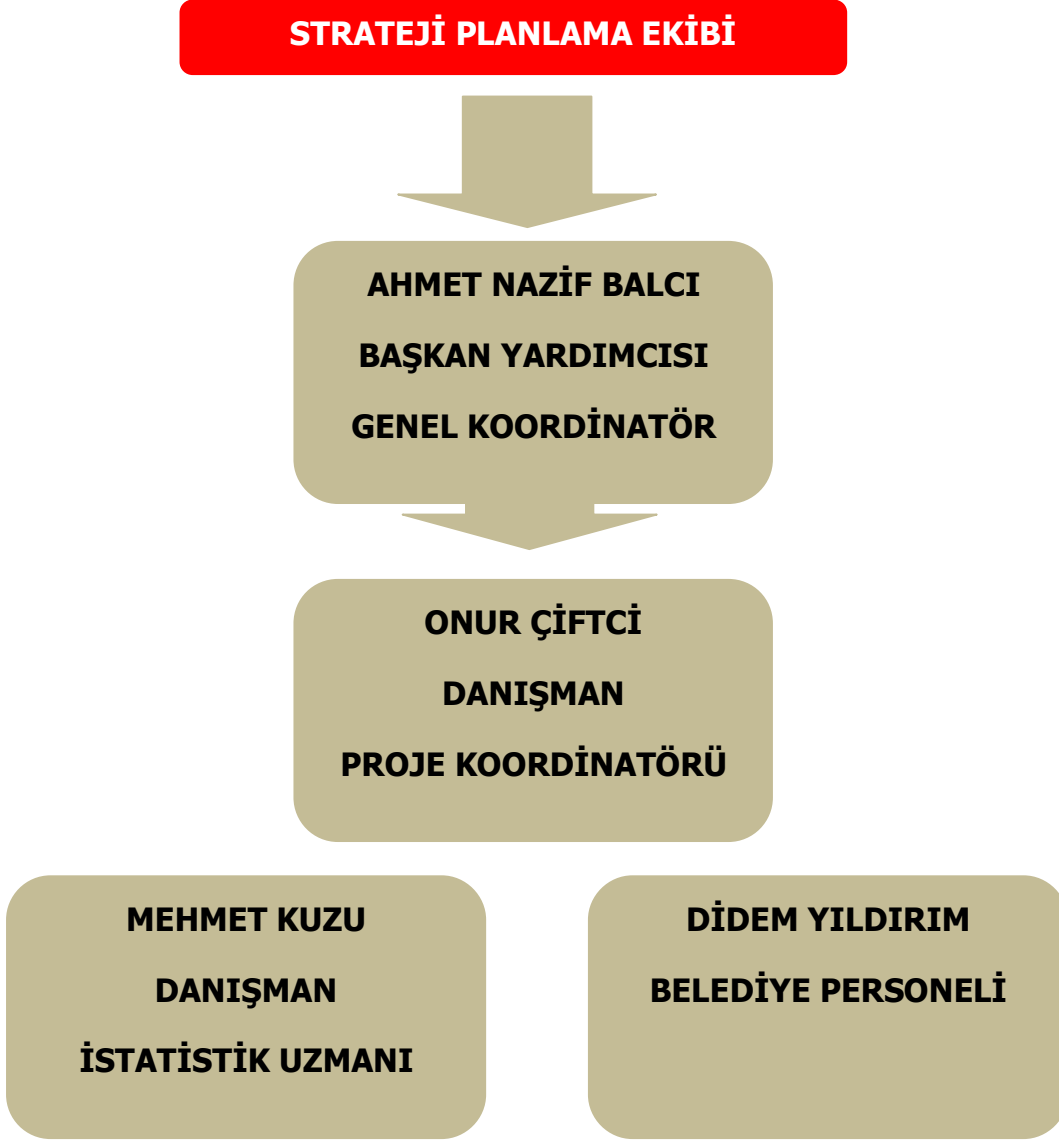 STRATEJİ PLANLAMA EKİBİ
AHMET NAZİF BALCI
BAŞKAN YARDIMCISI
GENEL KOORDİNATÖR
ONUR ÇİFTCİ
DANIŞMAN
PROJE KOORDİNATÖRÜ
MEHMET KUZU
DANIŞMAN
İSTATİSTİK UZMANI
DİDEM YILDIRIM
BELEDİYE PERSONELİ